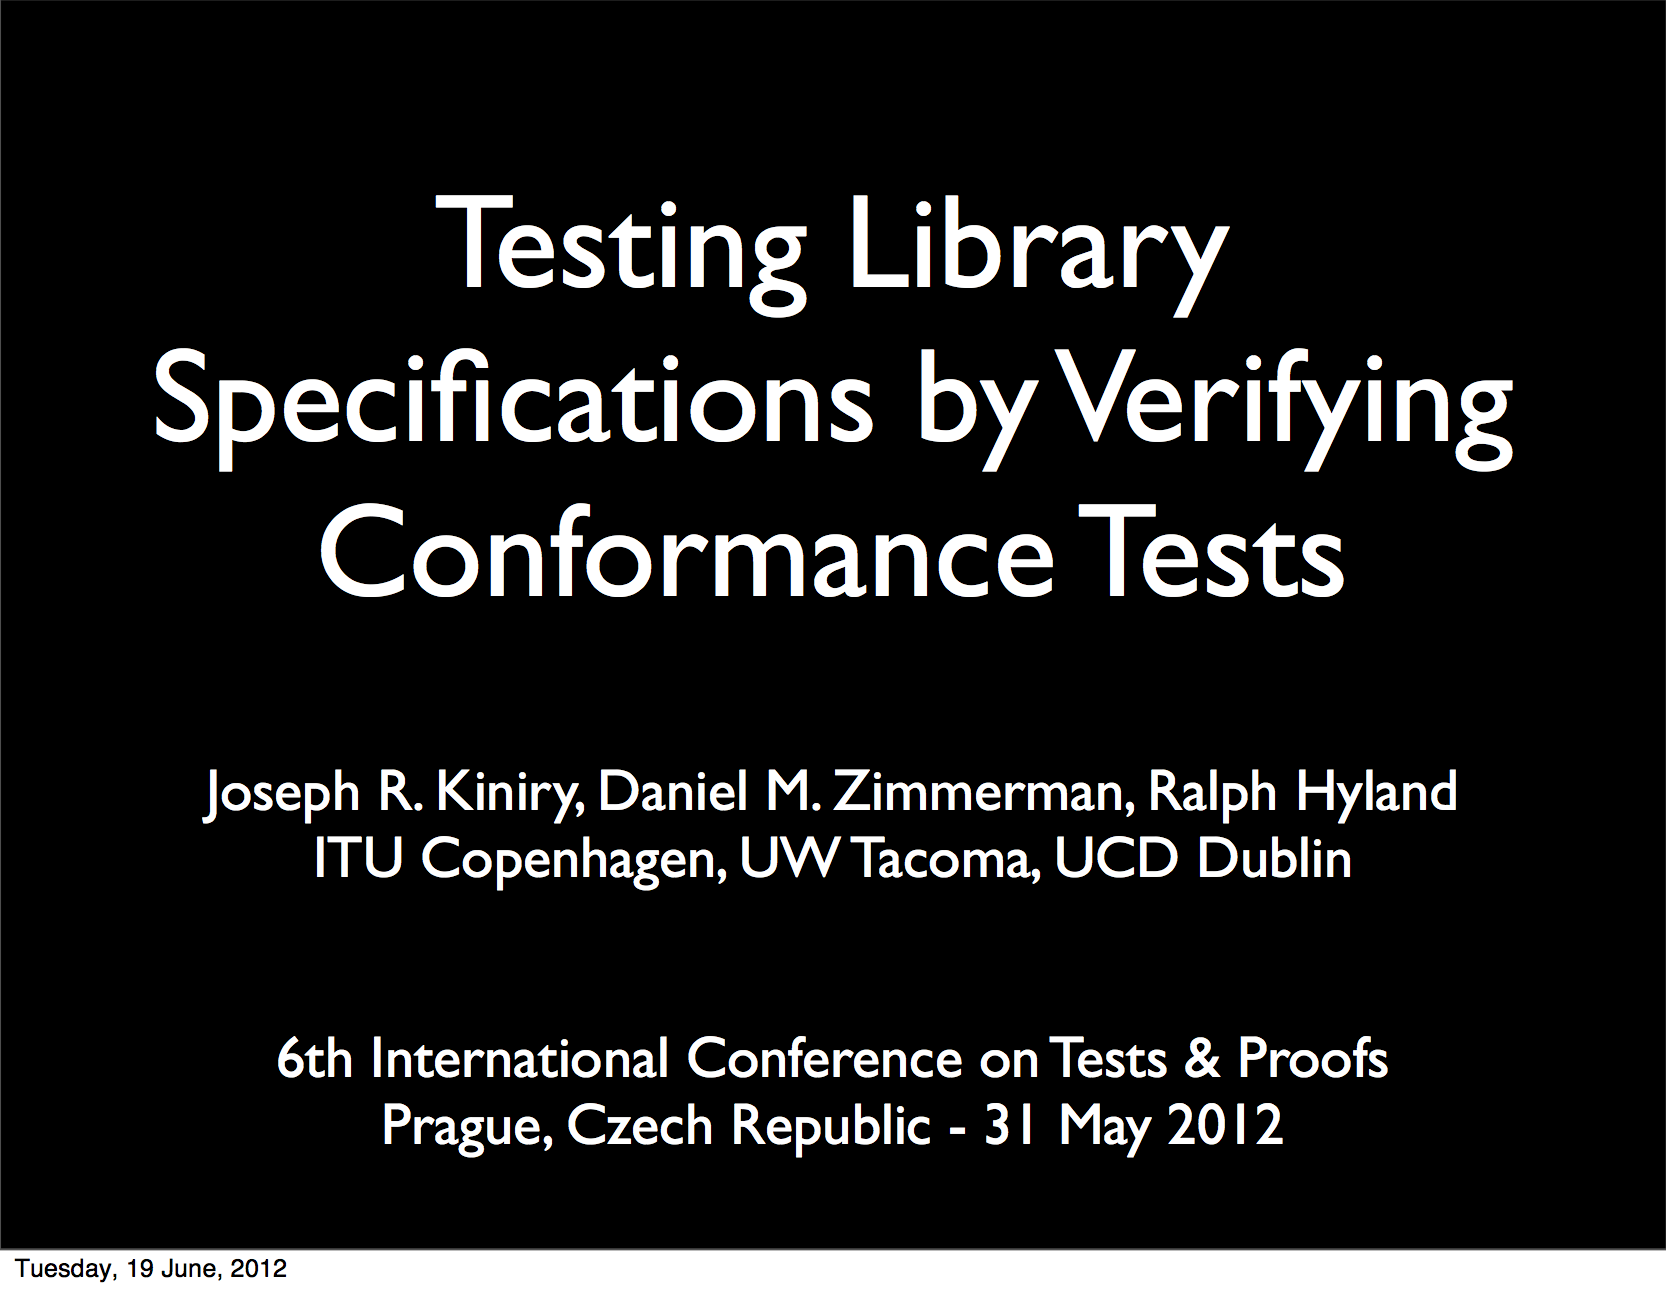 Testing Library
Specifications by Verifying
Conformance Tests
Joseph R. Kiniry, Daniel M. Zimmerman, Ralph Hyland
ITU Copenhagen, UW Tacoma, UCD Dublin
6th International Conference on Tests & Proofs
Prague, Czech Republic - 31 May 2012
Tuesday, 19 June, 2012